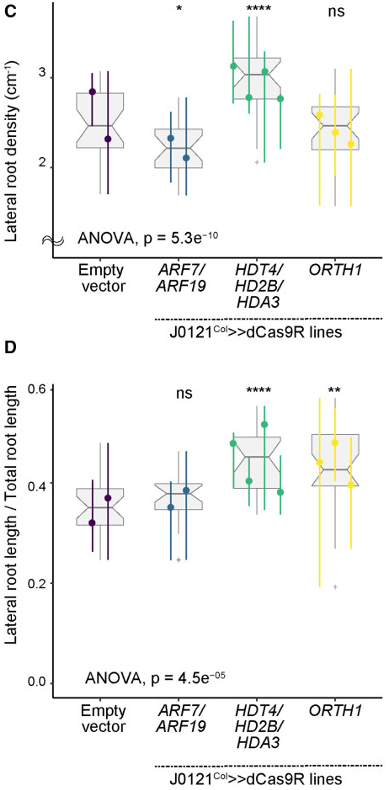 C
* **** ns
Lateral root density (cm⁻¹)
3
2
ANOVA, p = 5.3e⁻¹⁰
Empty vector
ARF7/
ARF19
HDT4/
HD2B/
HDA3
ORTH1
J0121ᶜᵒˡ>>dCas9R lines
D
ns **** **
Lateral root length / Total root length
0.6
0.4
0.2
0.0
ANOVA, p = 4.5e⁻⁰⁵
Empty
vector
ARF7/
ARF19
HDT4/
HD2B/
HDA3
ORTH1
J0121ᶜᵒˡ>>dCas9R lines